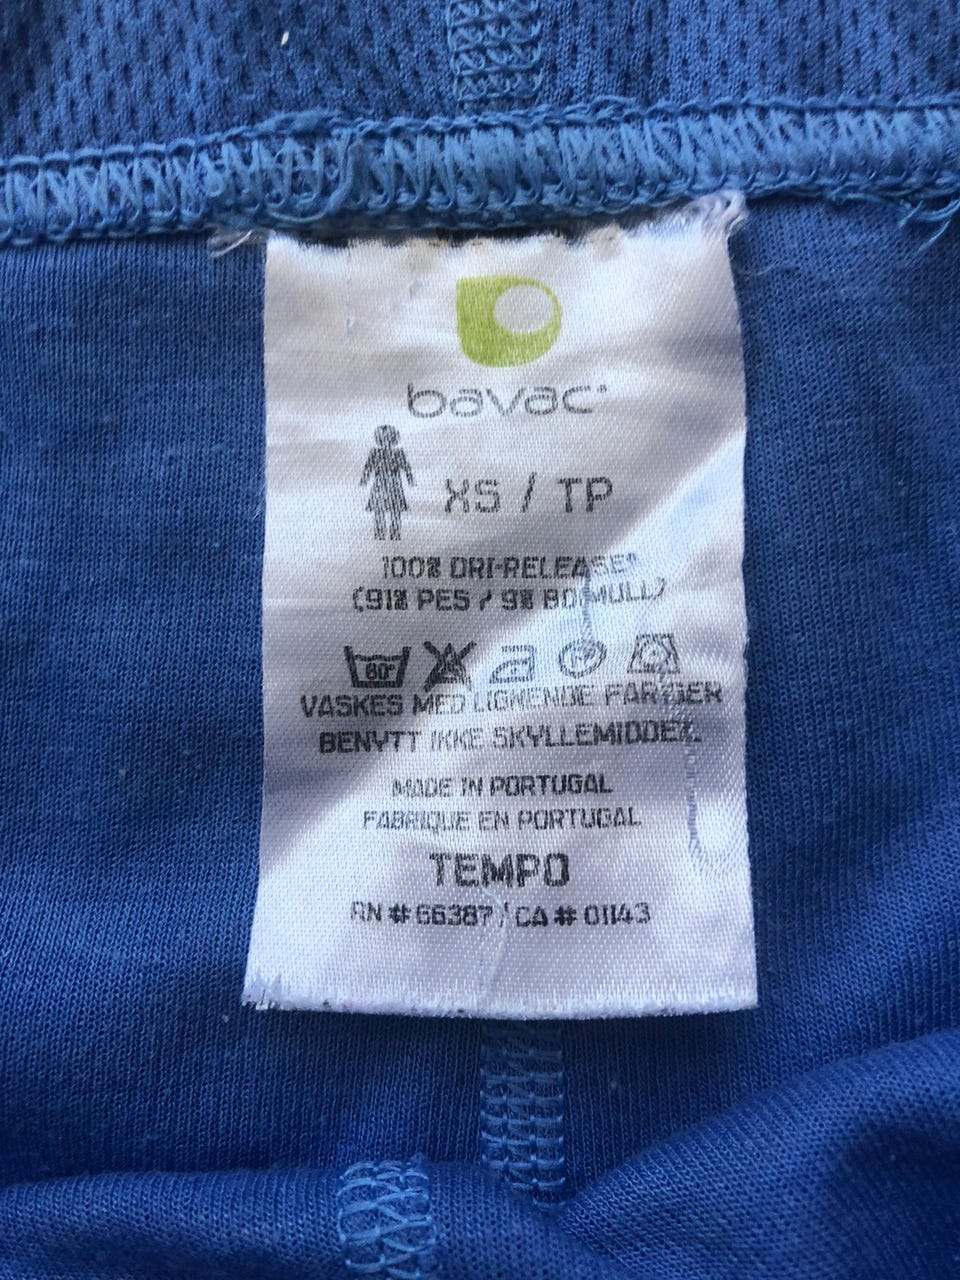 bavac®
XS / TP
100% DRI-RELEASE®
(91% PES / 9% BOMULL)
60°
P
VASKES MED LIGNENDE FARGER
BENYTT IKKE SKYLLEMIDDEL
MADE IN PORTUGAL
FABRIQUE EN PORTUGAL
TEMPO
RN # 66387 / CA # 01143